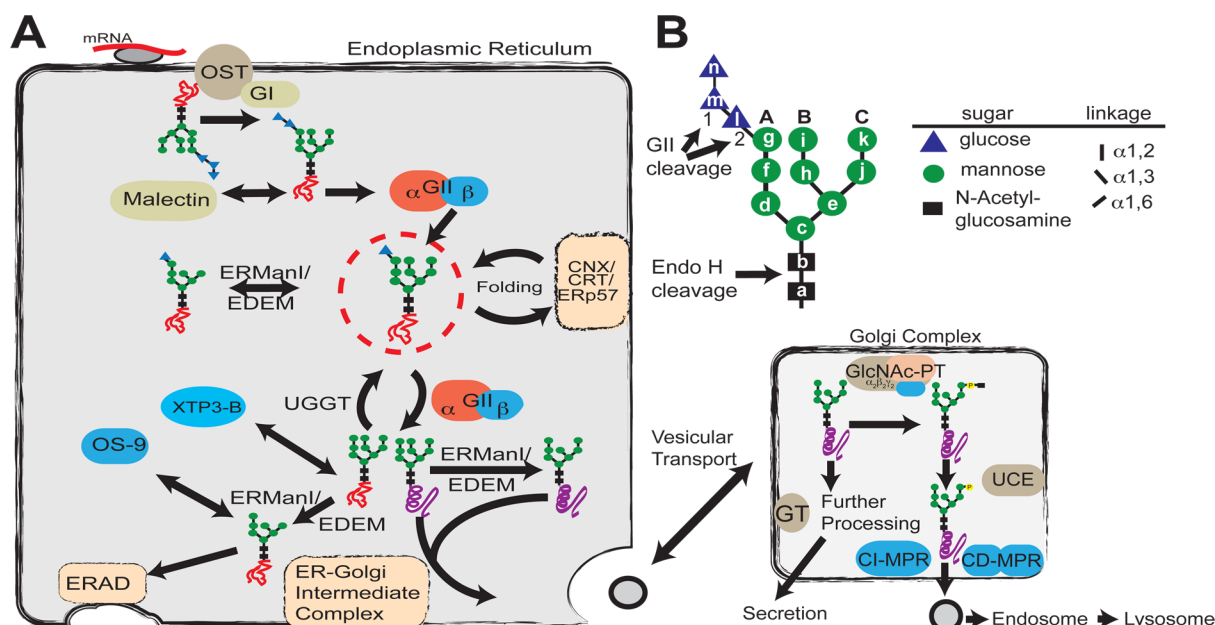 A
mRNA
Endoplasmic Reticulum
OST
GI
Malectin
α GII β
ERManI/
EDEM
Folding
CNX/
CRT/
ERp57
XTP3-B
UGGT
α GII β
OS-9
ERManI/
EDEM
ERManI/
EDEM
ERAD
ER-Golgi
Intermediate
Complex
B
n
m
l
1
2
GII
cleavage
A B C
g i k
f h j
d e
c
b
a
Endo H
cleavage
sugar linkage
glucose α1,2
mannose α1,3
N-Acetyl-
glucosamine
α1,6
Vesicular
Transport
Golgi Complex
GlcNAc-PT
α2β2γ2
P
UCE
P
GT
Further
Processing
CI-MPR
CD-MPR
Secretion
Endosome Lysosome